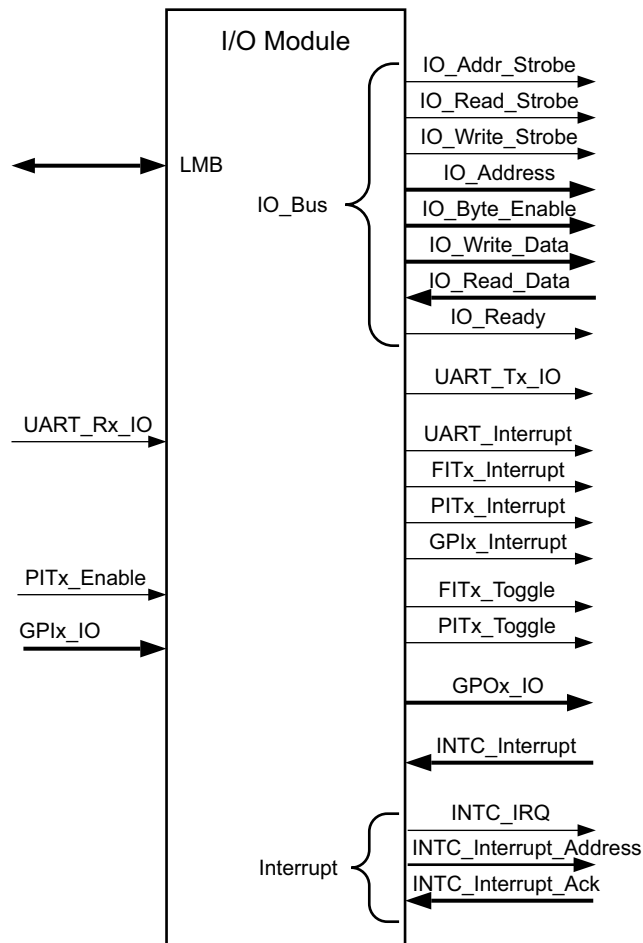 I/O Module
IO_Addr_Strobe
IO_Read_Strobe
IO_Write_Strobe
LMB
IO_Address
IO_Bus
IO_Byte_Enable
IO_Write_Data
IO_Read_Data
IO_Ready
UART_Tx_IO
UART_Rx_IO
UART_Interrupt
FITx_Interrupt
PITx_Interrupt
GPIx_Interrupt
PITx_Enable
FITx_Toggle
GPIx_IO
PITx_Toggle
GPOx_IO
INTC_Interrupt
INTC_IRQ
INTC_Interrupt_Address
Interrupt
INTC_Interrupt_Ack